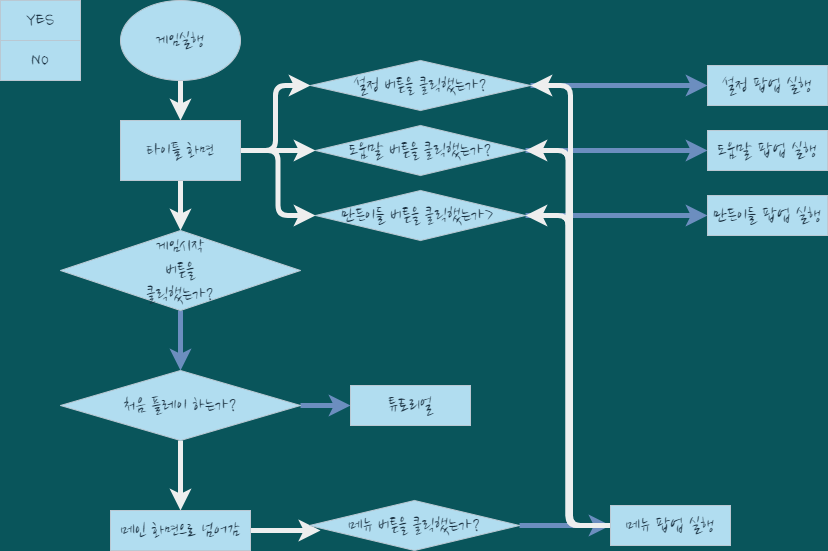 YES
NO
게임실행
타이틀 화면
설정 버튼을 클릭했는가?
설정 팝업 실행
도움말 버튼을 클릭했는가?
도움말 팝업 실행
만든이들 버튼을 클릭했는가>
만든이들 팝업 실행
게임시작
버튼을
클릭했는가?
처음 플레이 하는가?
튜토리얼
메인 화면으로 넘어감
메뉴 버튼을 클릭했는가?
메뉴 팝업 실행